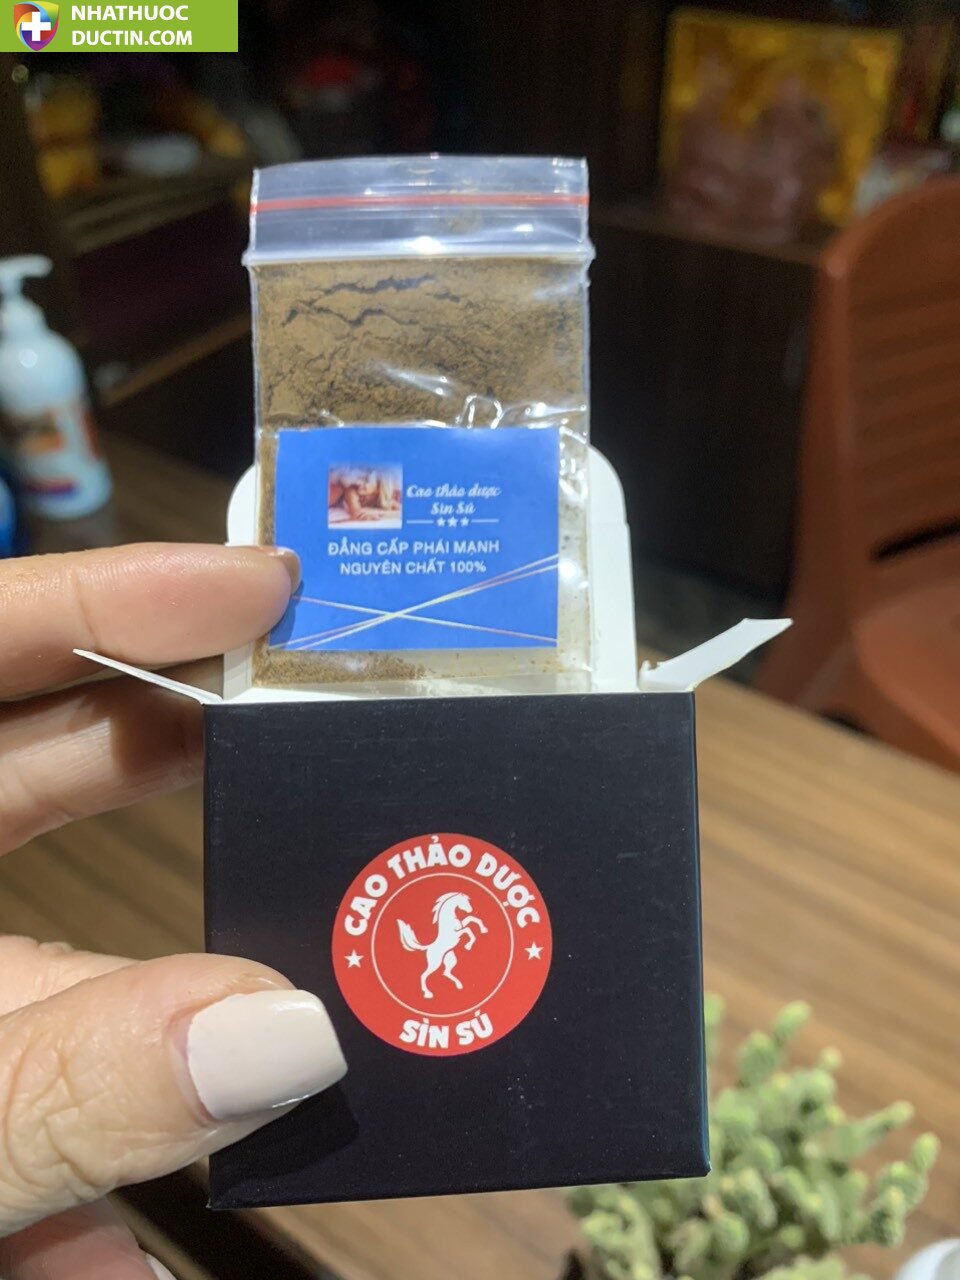 NHATHUOC
DUCTIN.COM
Cao thảo dược
Sìn Sú
ĐẲNG CẤP PHÁI MẠNH
NGUYÊN CHẤT 100%
CAO THẢO DƯỢC
SÌN SÚ